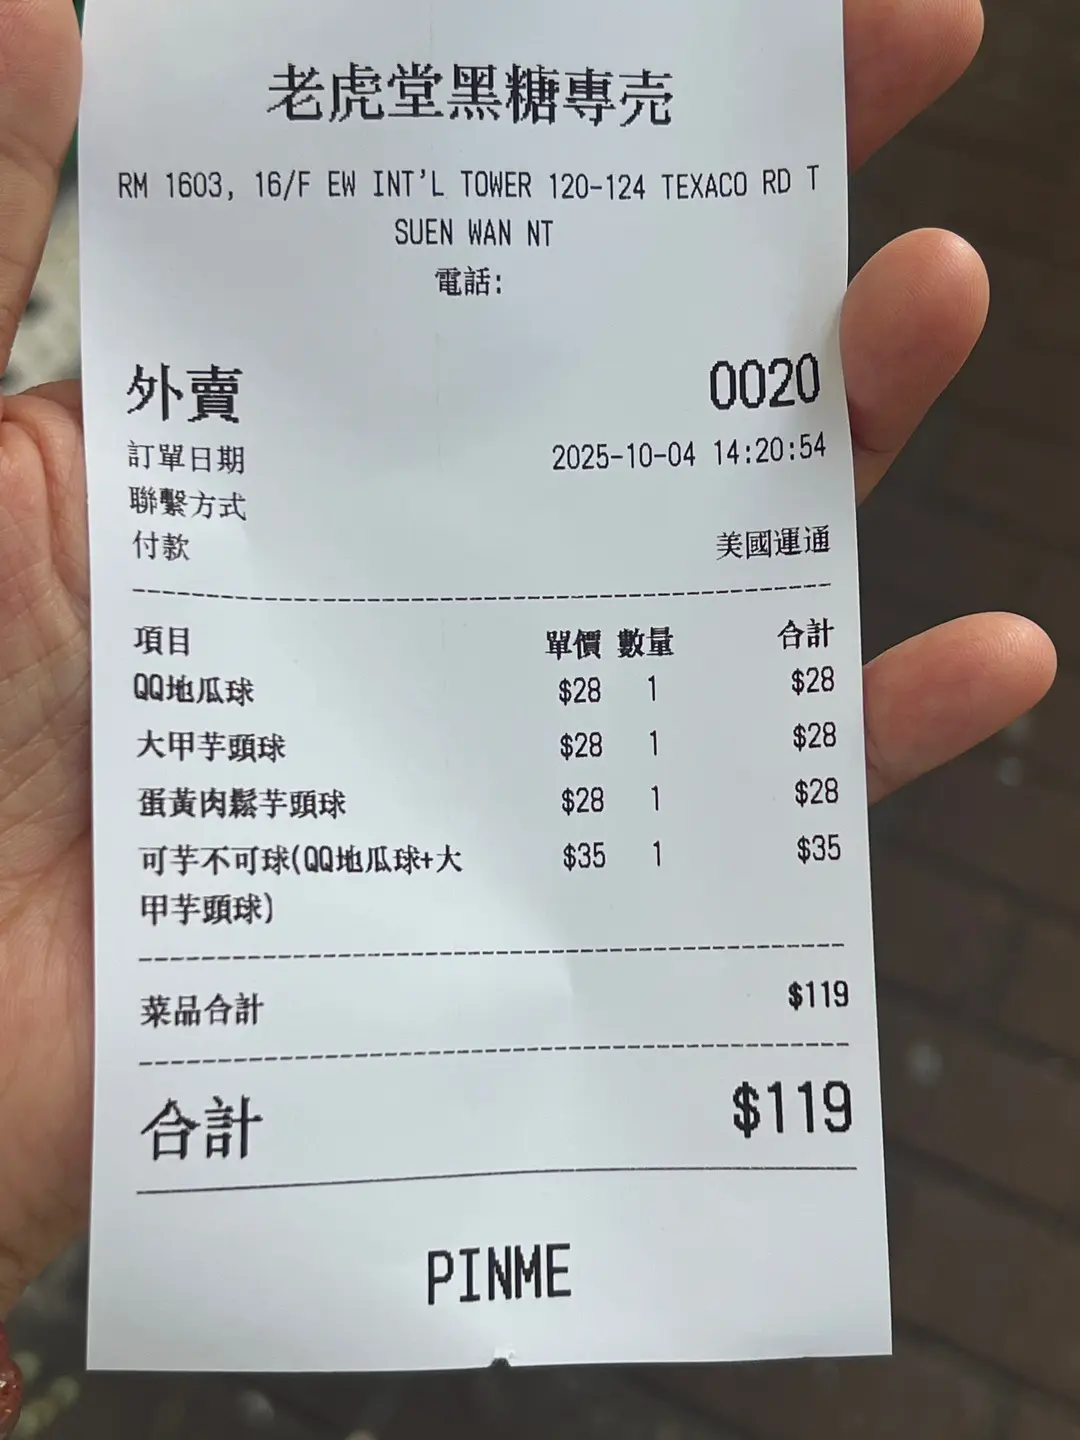 老虎堂黑糖專売
RM 1603, 16/F EW INT'L TOWER 120-124 TEXACO RD T
SUEN WAN NT
電話:
外賣 0020
訂單日期 2025-10-04 14:20:54
聯繫方式
付款 美國運通
項目 單價 數量 合計
QQ地瓜球 $28 1 $28
大甲芋頭球 $28 1 $28
蛋黃肉鬆芋頭球 $28 1 $28
可芋不可球(QQ地瓜球+大 $35 1 $35
甲芋頭球)
菜品合計 $119
合計 $119
PINME